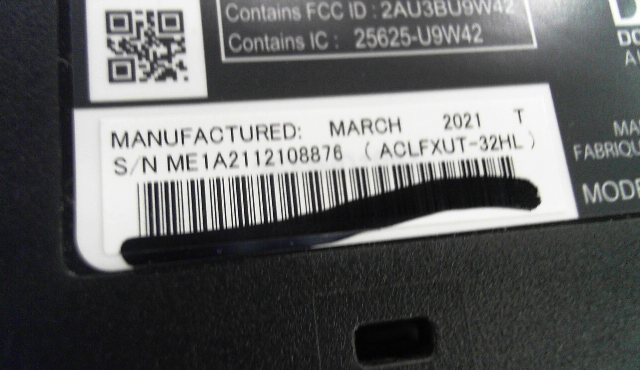 Contains FCC ID : 2AU3BU9W42
Contains IC : 25625-U9W42
MANUFACTURED: MARCH 2021 T
S/N ME1A2112108876 ( ACLFXUT-32HL )